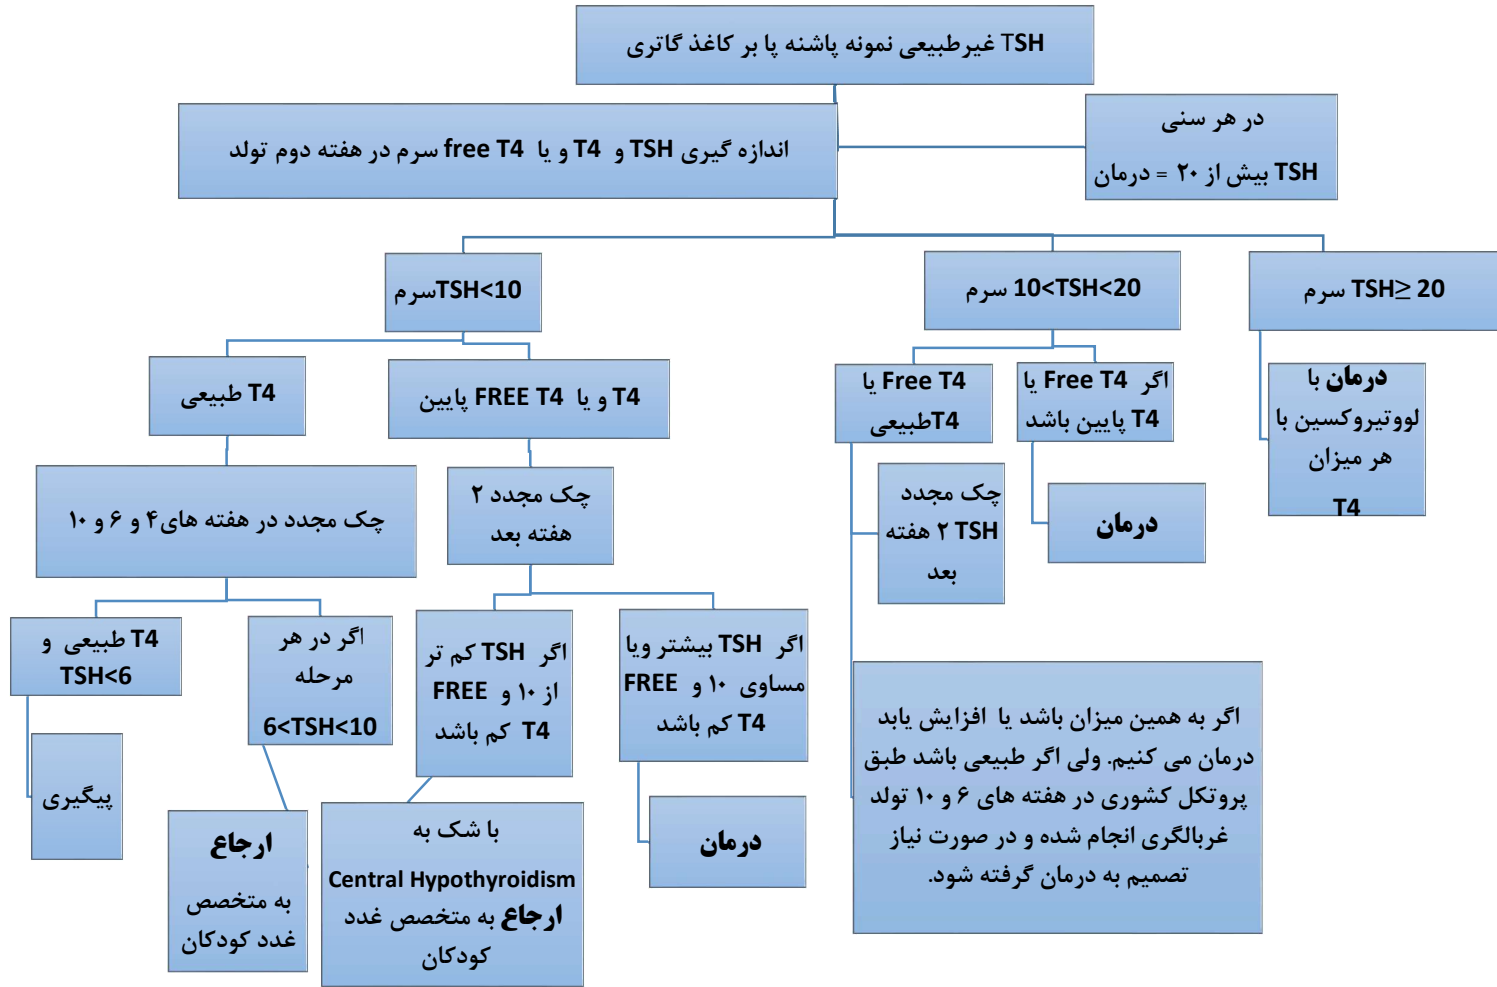 TSH غیرطبیعی نمونه پاشنه پا بر کاغذ گاتری
در هر سنی
TSH بیش از ۲۰ = درمان
اندازه گیری TSH و T4 و یا free T4 سرم در هفته دوم تولد
TSH≥ 20 سرم
10<TSH<20 سرم
TSH<10سرم
درمان با
لووتیروکسین با
هر میزان
T4
اگر Free T4 یا
T4 پایین باشد
درمان
Free T4 یا
T4طبیعی
چک مجدد
TSH ۲ هفته
بعد
اگر به همین میزان باشد یا افزایش یابد
درمان می کنیم. ولی اگر طبیعی باشد طبق
پروتکل کشوری در هفته های ۶ و ۱۰ تولد
غربالگری انجام شده و در صورت نیاز
تصمیم به درمان گرفته شود.
T4 و یا FREE T4 پایین
چک مجدد ۲
هفته بعد
اگر TSH بیشتر ویا
مساوی ۱۰ و FREE
T4 کم باشد
درمان
اگر TSH کم تر
از ۱۰ و FREE
T4 کم باشد
با شک به
Central Hypothyroidism
ارجاع به متخصص غدد
کودکان
T4 طبیعی
چک مجدد در هفته های۴ و ۶ و ۱۰
اگر در هر
مرحله
6<TSH<10
ارجاع
به متخصص
غدد کودکان
T4 طبیعی و
TSH<6
پیگیری